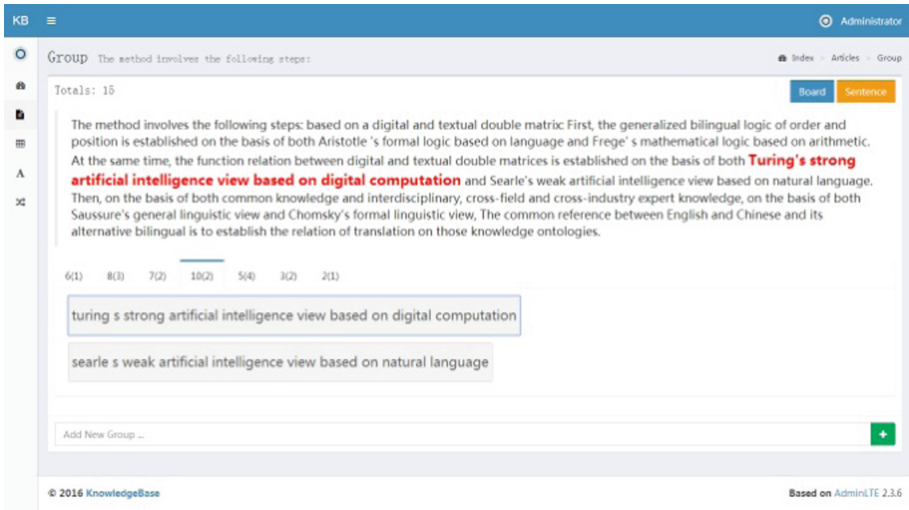 KB
Administrator
Group The method involves the following steps:
Index > Articles > Group
Totals: 15
Board
Sentence
The method involves the following steps: based on a digital and textual double matrix: First, the generalized bilingual logic of order and
position is established on the basis of both Aristotle 's formal logic based on language and Frege' s mathematical logic based on arithmetic.
At the same time, the function relation between digital and textual double matrices is established on the basis of both Turing's strong
artificial intelligence view based on digital computation and Searle's weak artificial intelligence view based on natural language.
Then, on the basis of both common knowledge and interdisciplinary, cross-field and cross-industry expert knowledge, on the basis of both
Saussure's general linguistic view and Chomsky's formal linguistic view, The common reference between English and Chinese and its
alternative bilingual is to establish the relation of translation on those knowledge ontologies.
6(1) 8(3) 7(2) 10(2) 5(4) 3(2) 2(1)
turing s strong artificial intelligence view based on digital computation
searle s weak artificial intelligence view based on natural language
Add New Group ...
© 2016 KnowledgeBase
Based on AdminLTE 2.3.6